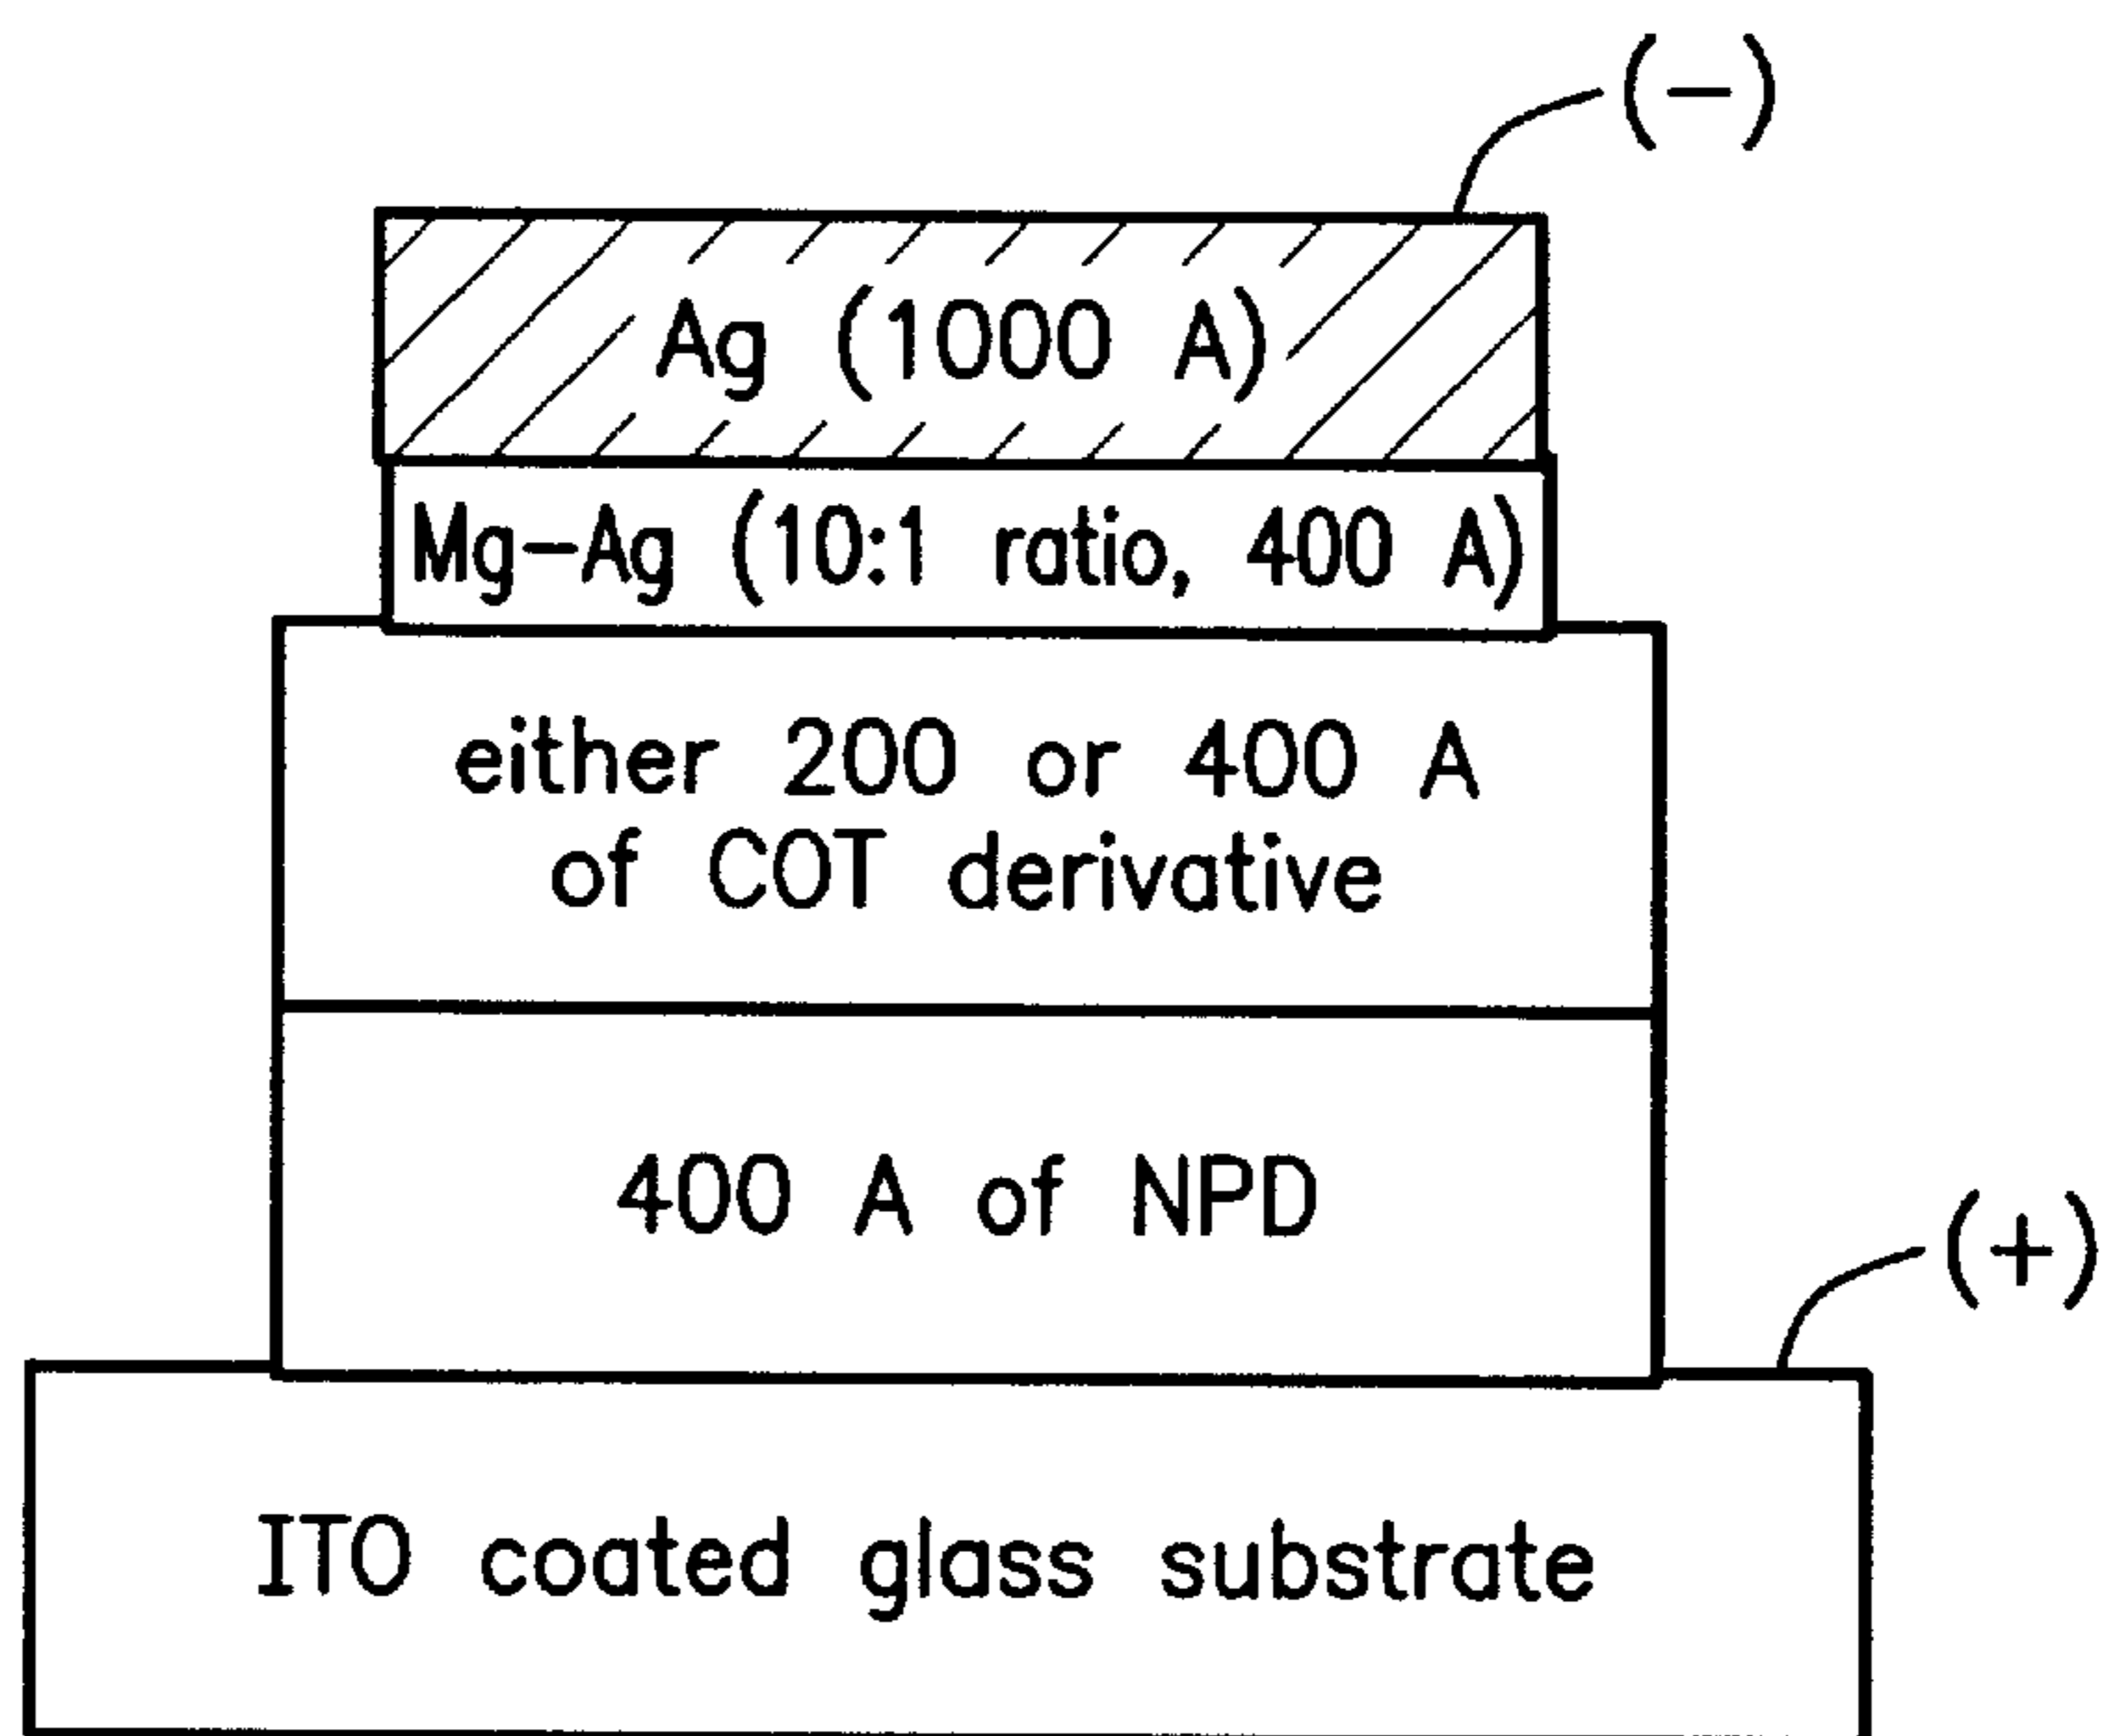 (-)
Ag (1000 A)
Mg-Ag (10:1 ratio, 400 A)
either 200 or 400 A
of COT derivative
400 A of NPD
(+)
ITO coated glass substrate